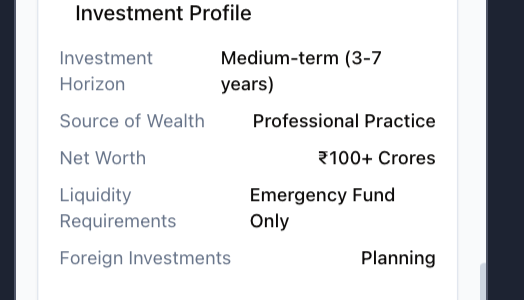 Investment Profile
Investment Horizon
Medium-term (3-7 years)
Source of Wealth
Professional Practice
Net Worth
₹100+ Crores
Liquidity Requirements
Emergency Fund Only
Foreign Investments
Planning